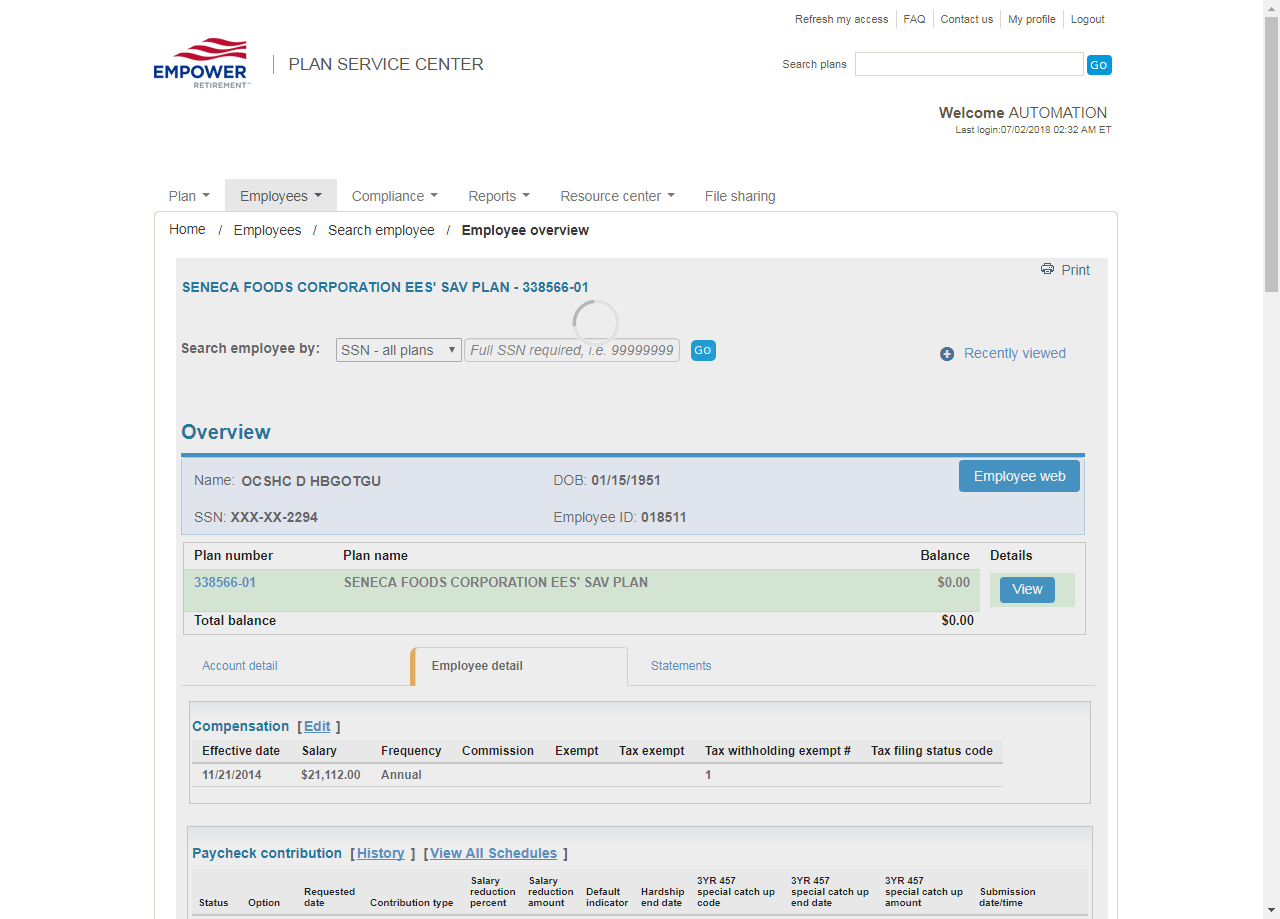 Refresh my access FAQ Contact us My profile Logout
EMPOWER
RETIREMENT™
PLAN SERVICE CENTER
Search plans GO
Welcome AUTOMATION
Last login:07/02/2018 02:32 AM ET
Plan Employees Compliance Reports Resource center File sharing
Home / Employees / Search employee / Employee overview
Print
SENECA FOODS CORPORATION EES' SAV PLAN - 338566-01
Search employee by: SSN - all plans Full SSN required, i.e. 99999999 GO
Recently viewed
Overview
Name: OCSHC D HBGOTGU DOB: 01/15/1951 Employee web
SSN: XXX-XX-2294 Employee ID: 018511
Plan number Plan name Balance Details
338566-01 SENECA FOODS CORPORATION EES' SAV PLAN $0.00 View
Total balance $0.00
Account detail Employee detail Statements
Compensation [Edit ]
Effective date Salary Frequency Commission Exempt Tax exempt Tax withholding exempt # Tax filing status code
11/21/2014 $21,112.00 Annual 1
Paycheck contribution [History ] [View All Schedules ]
Status Option Requested date Contribution type Salary reduction percent Salary reduction amount Default indicator Hardship end date 3YR 457 special catch up code 3YR 457 special catch up end date 3YR 457 special catch up amount Submission date/time